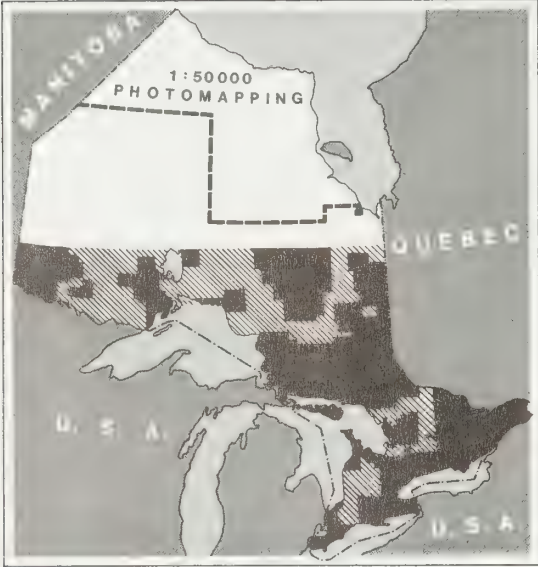 MANITOBA
1:50000
PHOTOMAPPING
QUEBEC
U. S. A.
U. S. A.